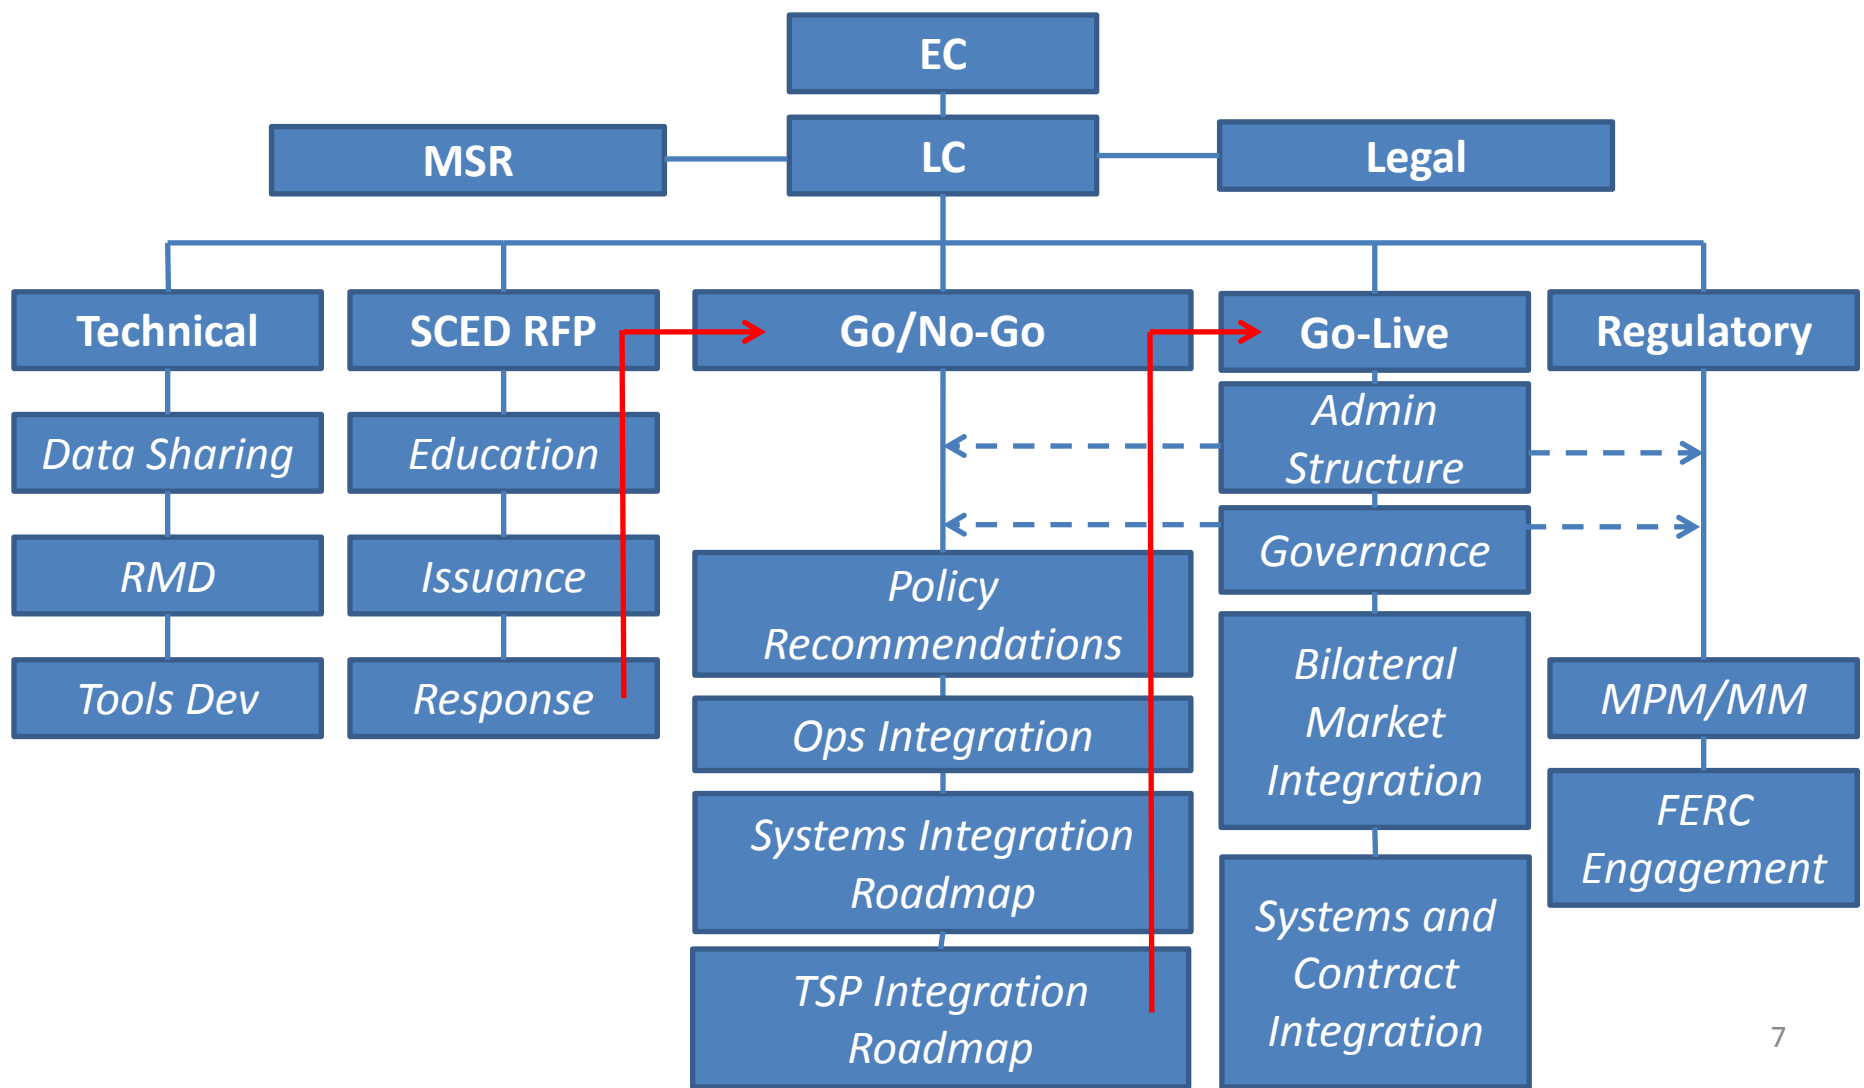 EC
MSR
LC
Legal
Technical
SCED RFP
Go/No-Go
Go-Live
Regulatory
Data Sharing
Education
Admin
Structure
RMD
Issuance
Policy
Recommendations
Governance
Tools Dev
Response
Ops Integration
Bilateral
Market
Integration
MPM/MM
Systems Integration
Roadmap
FERC
Engagement
TSP Integration
Roadmap
Systems and
Contract
Integration
7